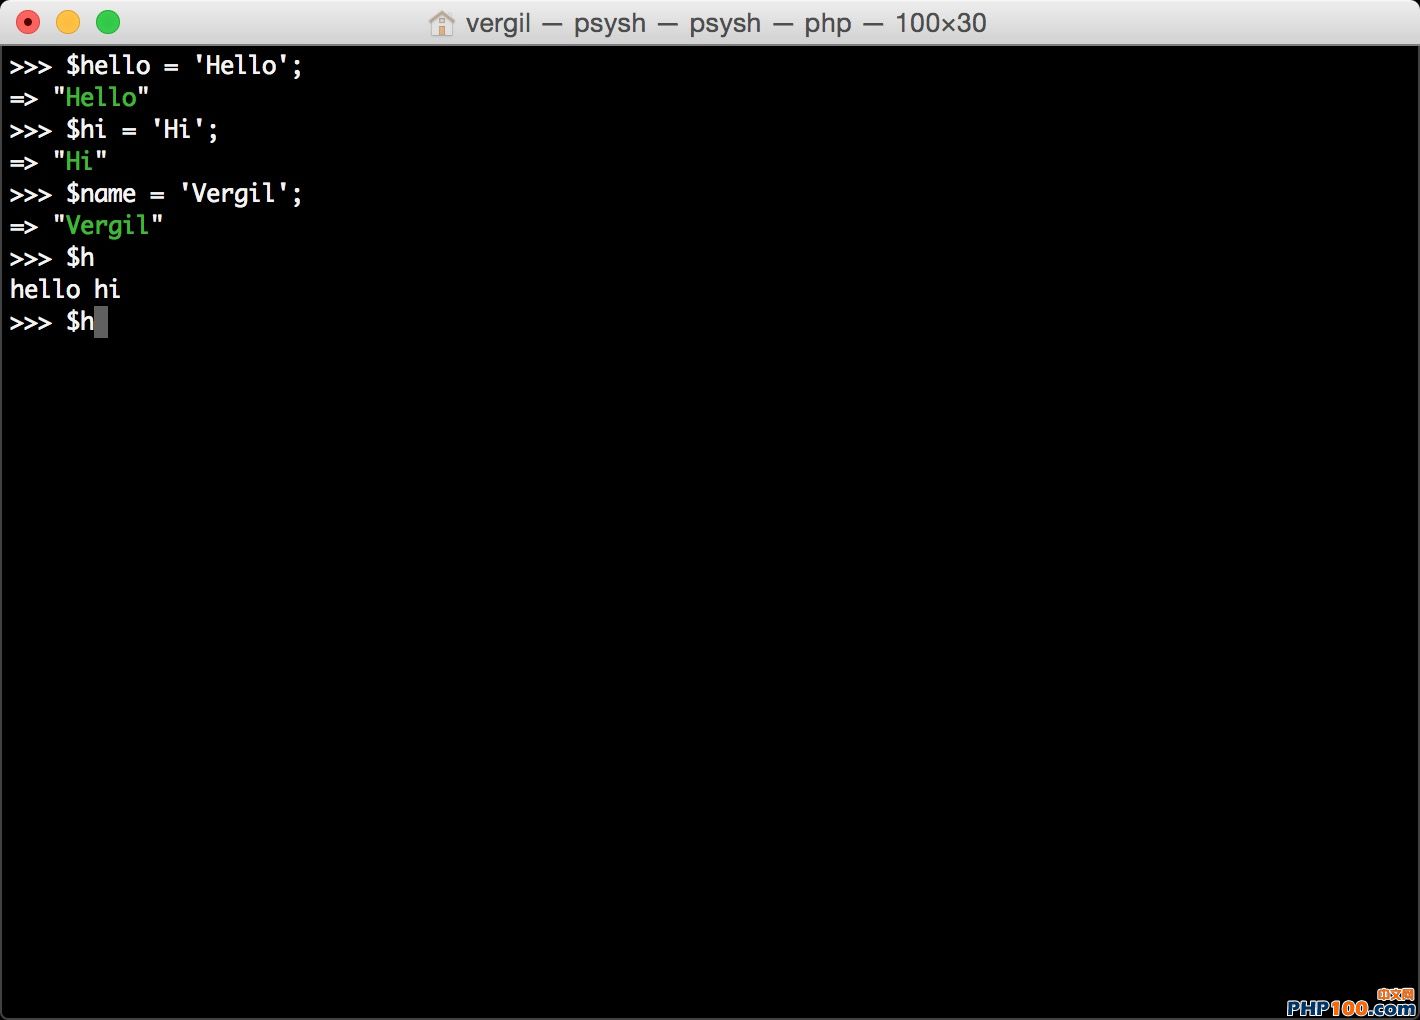 vergil — psysh — psysh — php — 100×30
>>> $hello = 'Hello';
=> "Hello"
>>> $hi = 'Hi';
=> "Hi"
>>> $name = 'Vergil';
=> "Vergil"
>>> $h
hello hi
>>> $h
中文网
PHP100.com